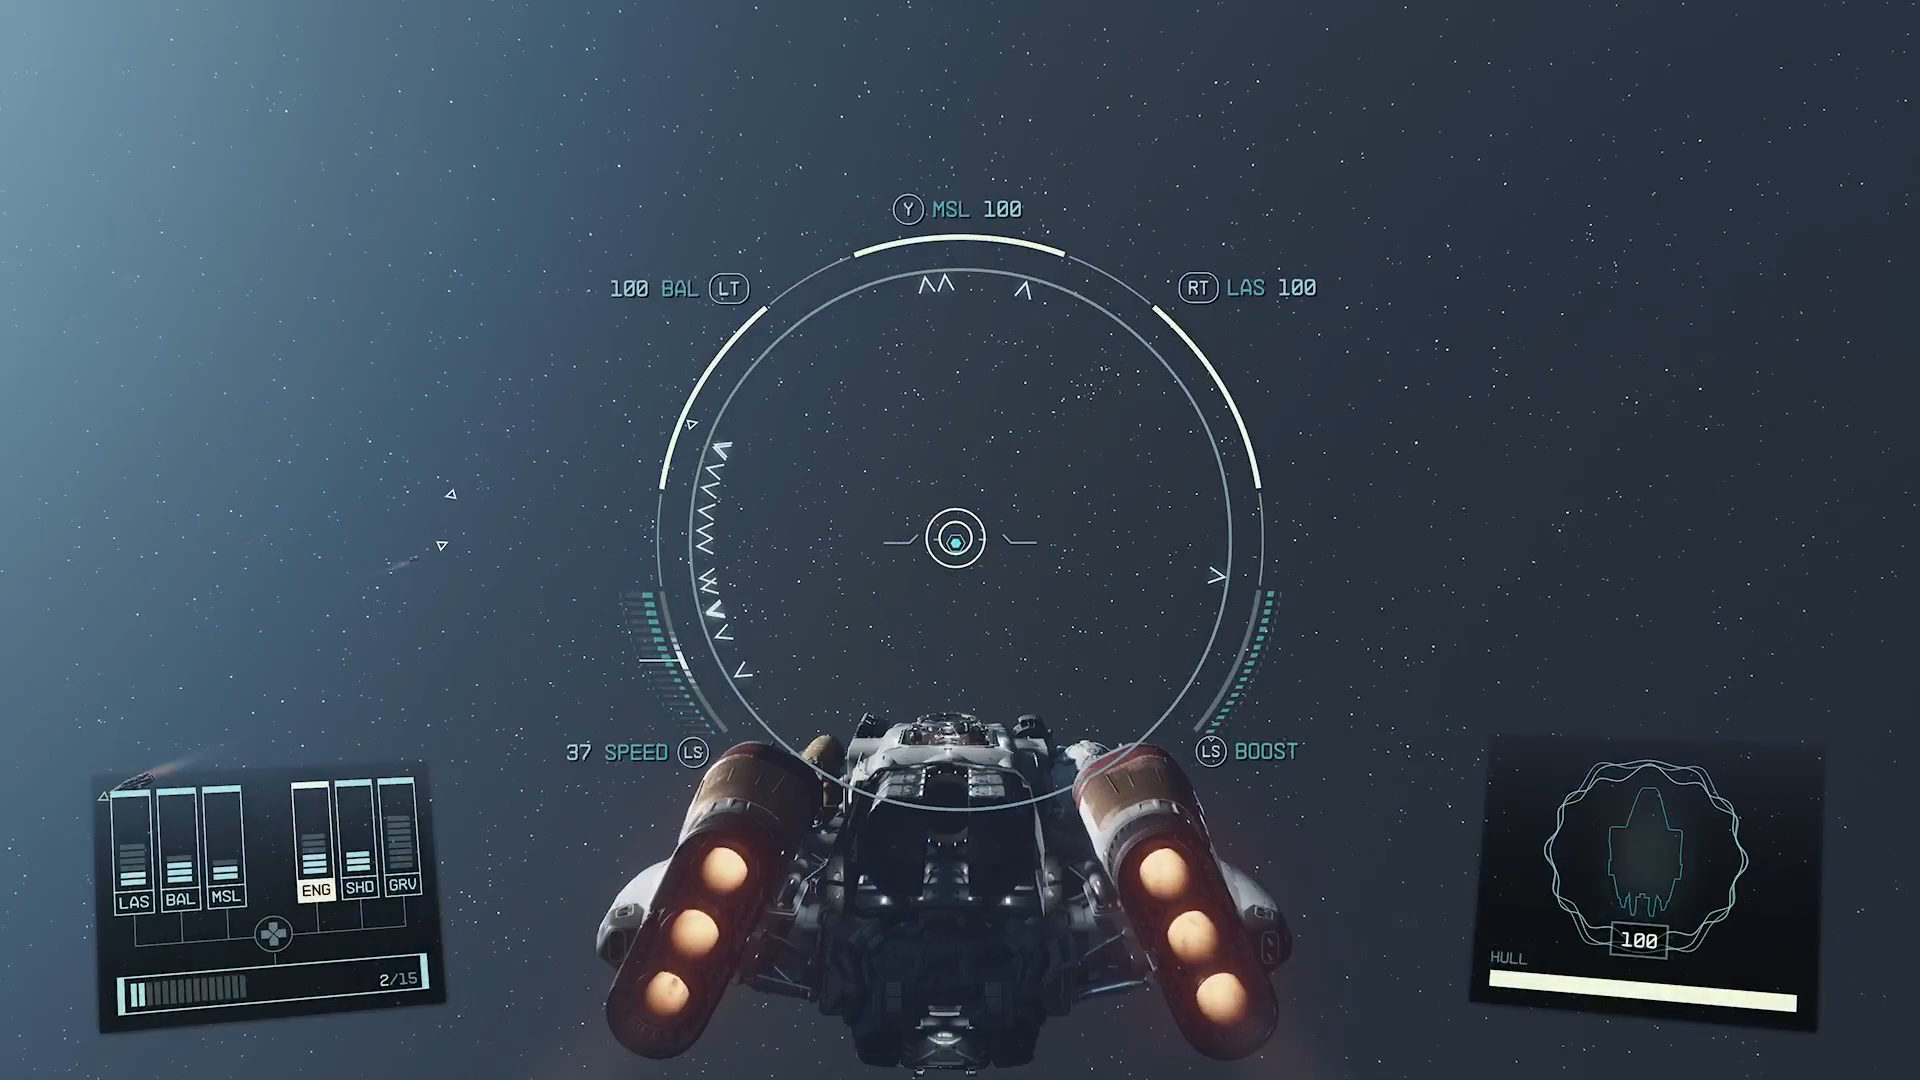 Y MSL 100
100 BAL LT
RT LAS 100
37 SPEED LS
LS BOOST
LAS BAL MSL ENG SHD GRV
2/15
100
HULL